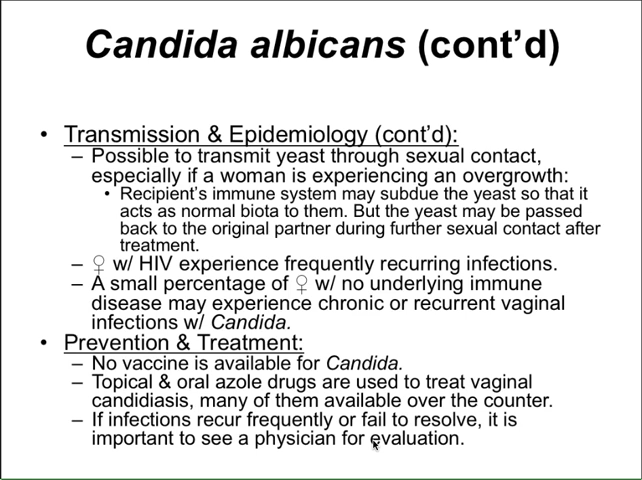 Candida albicans (cont’d)
• Transmission & Epidemiology (cont’d):
– Possible to transmit yeast through sexual contact,
especially if a woman is experiencing an overgrowth:
• Recipient’s immune system may subdue the yeast so that it
acts as normal biota to them. But the yeast may be passed
back to the original partner during further sexual contact after
treatment.
– ♀ w/ HIV experience frequently recurring infections.
– A small percentage of ♀ w/ no underlying immune
disease may experience chronic or recurrent vaginal
infections w/ Candida.
• Prevention & Treatment:
– No vaccine is available for Candida.
– Topical & oral azole drugs are used to treat vaginal
candidiasis, many of them available over the counter.
– If infections recur frequently or fail to resolve, it is
important to see a physician for evaluation.